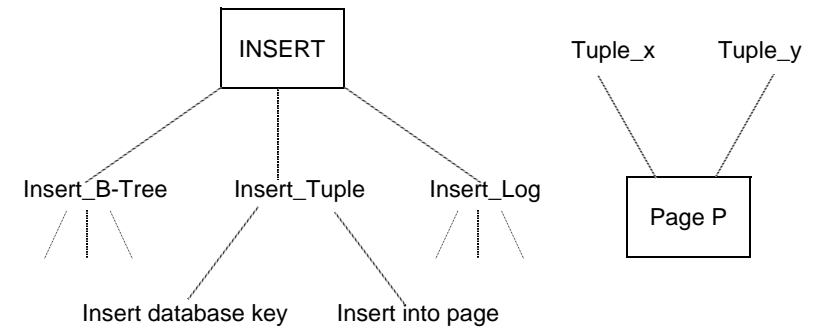 INSERT
Tuple_x Tuple_y
Insert_B-Tree Insert_Tuple Insert_Log
Page P
Insert database key Insert into page